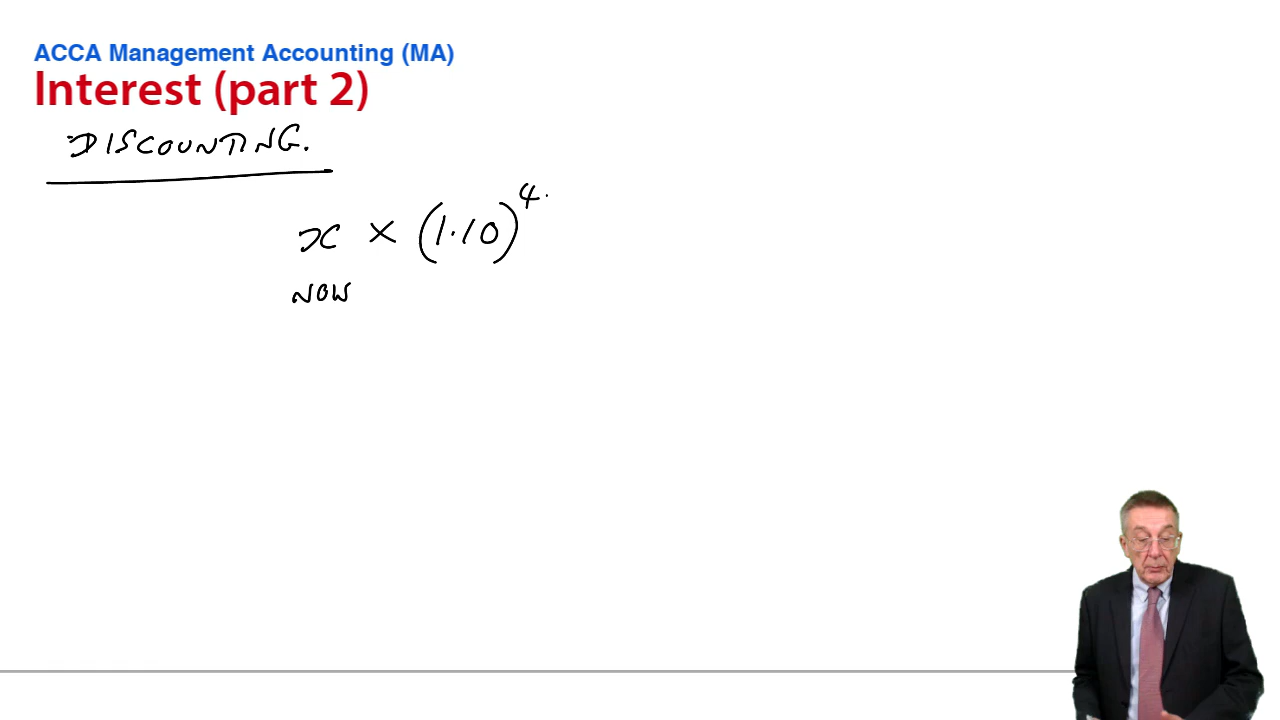 ACCA Management Accounting (MA)
Interest (part 2)
DISCOUNTING.
x × (1.10)^4.
NOW